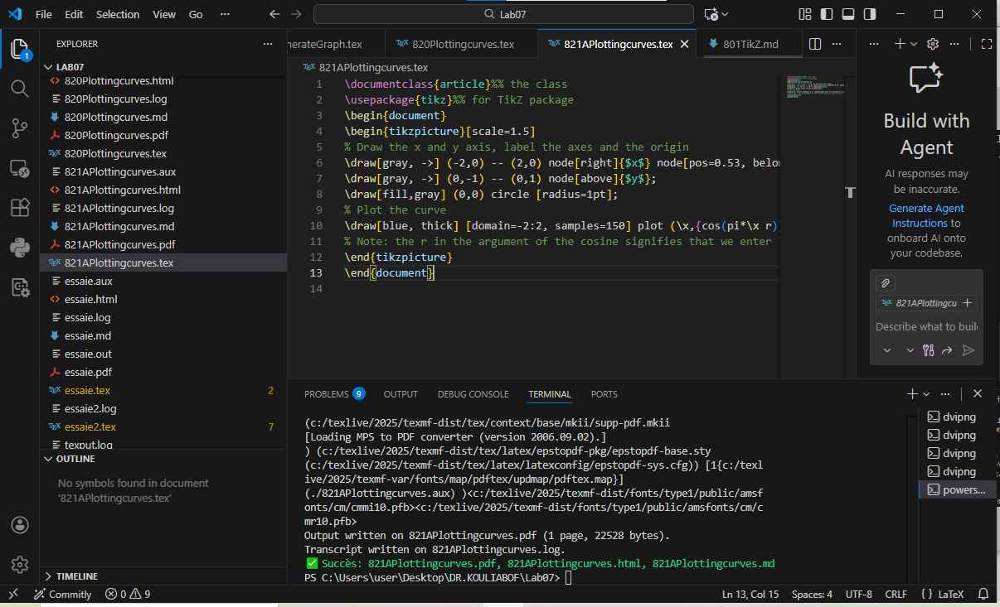 File Edit Selection View Go ··· Lab07
EXPLORER ···
LAB07
820Plottingcurves.html
820Plottingcurves.log
820Plottingcurves.md
820Plottingcurves.pdf
820Plottingcurves.tex
821APlottingcurves.aux
821APlottingcurves.html
821APlottingcurves.log
821APlottingcurves.md
821APlottingcurves.pdf
821APlottingcurves.tex
essaie.aux
essaie.html
essaie.log
essaie.md
essaie.out
essaie.pdf
essaie.tex 2
essaie2.log
essaie2.tex 7
texput.log
OUTLINE
No symbols found in document
'821APlottingcurves.tex'
TIMELINE
nerateGraph.tex 820Plottingcurves.tex 821APlottingcurves.tex 801TikZ.md
821APlottingcurves.tex
1 \documentclass{article}%% the class
2 \usepackage{tikz}%% for TikZ package
3 \begin{document}
4 \begin{tikzpicture}[scale=1.5]
5 % Draw the x and y axis, label the axes and the origin
6 \draw[gray, ->] (-2,0) -- (2,0) node[right]{$x$} node[pos=0.53, below
7 \draw[gray, ->] (0,-1) -- (0,1) node[above]{$y$};
8 \draw[fill,gray] (0,0) circle [radius=1pt];
9 % Plot the curve
10 \draw[blue, thick] [domain=-2:2, samples=150] plot (\x,{cos(pi*\x r)}
11 % Note: the r in the argument of the cosine signifies that we enter
12 \end{tikzpicture}
13 \end{document}
14
Build with
Agent
AI responses may
be inaccurate.
Generate Agent
Instructions to
onboard AI onto
your codebase.
821APlottingcu
Describe what to buil
PROBLEMS 9 OUTPUT DEBUG CONSOLE TERMINAL PORTS
(c:/texlive/2025/texmf-dist/tex/context/base/mkii/supp-pdf.mkii
[Loading MPS to PDF converter (version 2006.09.02).]
) (c:/texlive/2025/texmf-dist/tex/latex/epstopdf-pkg/epstopdf-base.sty
(c:/texlive/2025/texmf-dist/tex/latex/latexconfig/epstopdf-sys.cfg)) [1{c:/texl
ive/2025/texmf-var/fonts/map/pdftex/updmap/pdftex.map}]
(./821APlottingcurves.aux) )<c:/texlive/2025/texmf-dist/fonts/type1/public/amsf
onts/cm/cmmi10.pfb><c:/texlive/2025/texmf-dist/fonts/type1/public/amsfonts/cm/c
mr10.pfb>
Output written on 821APlottingcurves.pdf (1 page, 22528 bytes).
Transcript written on 821APlottingcurves.log.
✅ Succès: 821APlottingcurves.pdf, 821APlottingcurves.html, 821APlottingcurves.md
PS C:\Users\user\Desktop\DR.KOULIABOF\Lab07>
dvipng
dvipng
dvipng
dvipng
powers...
Commitly 0 9 Ln 13, Col 15 Spaces: 4 UTF-8 CRLF { } LaTeX